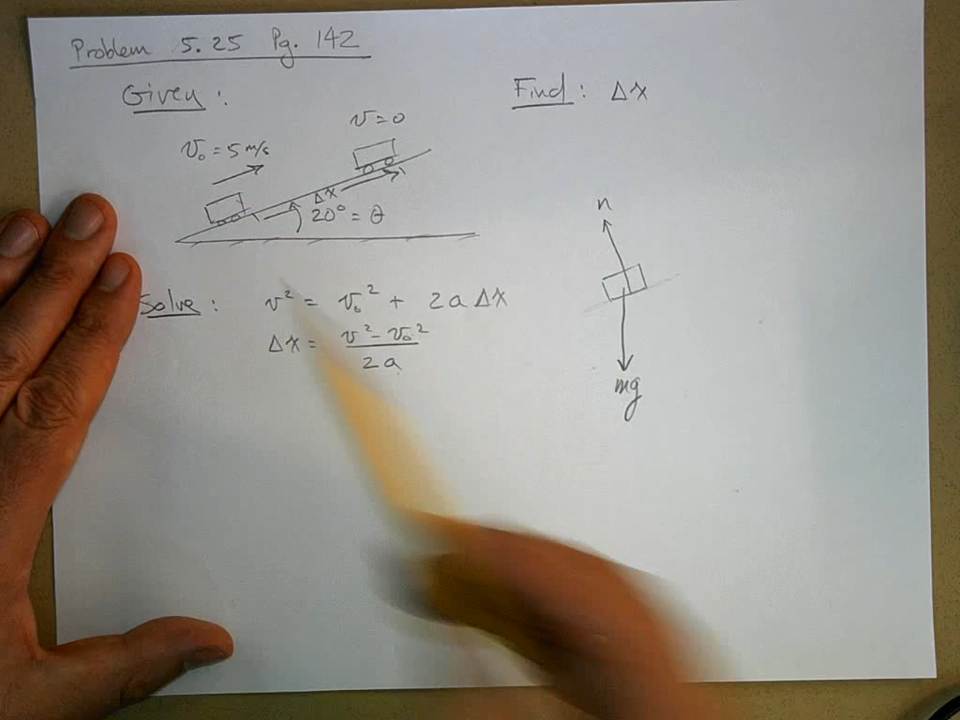 Problem 5.25 Pg. 142
Given:
Find: Δx
v=0
v₀ = 5 m/s
Δx
20° = θ
n
Solve: v² = v₀² + 2aΔx
Δx = v² - v₀² / 2a
mg